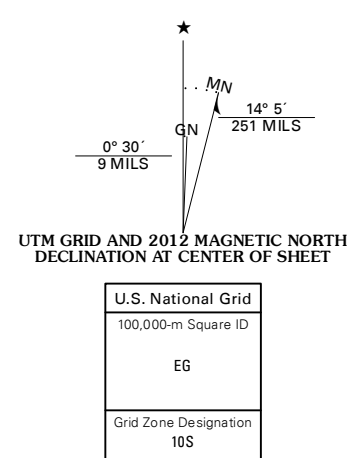 MN
GN
14° 5´
251 MILS
0° 30´
9 MILS
UTM GRID AND 2012 MAGNETIC NORTH
DECLINATION AT CENTER OF SHEET
U.S. National Grid
100,000-m Square ID
EG
Grid Zone Designation
10S